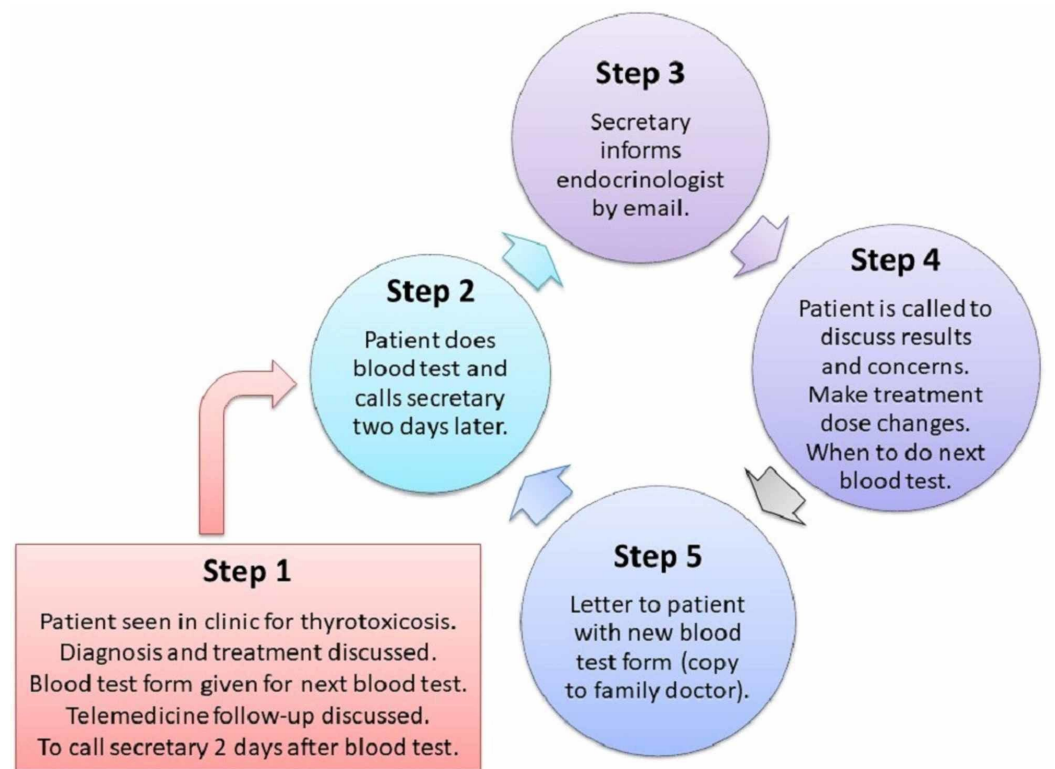 Step 1
Patient seen in clinic for thyrotoxicosis.
Diagnosis and treatment discussed.
Blood test form given for next blood test.
Telemedicine follow-up discussed.
To call secretary 2 days after blood test.
Step 2
Patient does
blood test and
calls secretary
two days later.
Step 3
Secretary
informs
endocrinologist
by email.
Step 4
Patient is called to
discuss results
and concerns.
Make treatment
dose changes.
When to do next
blood test.
Step 5
Letter to patient
with new blood
test form (copy
to family doctor).